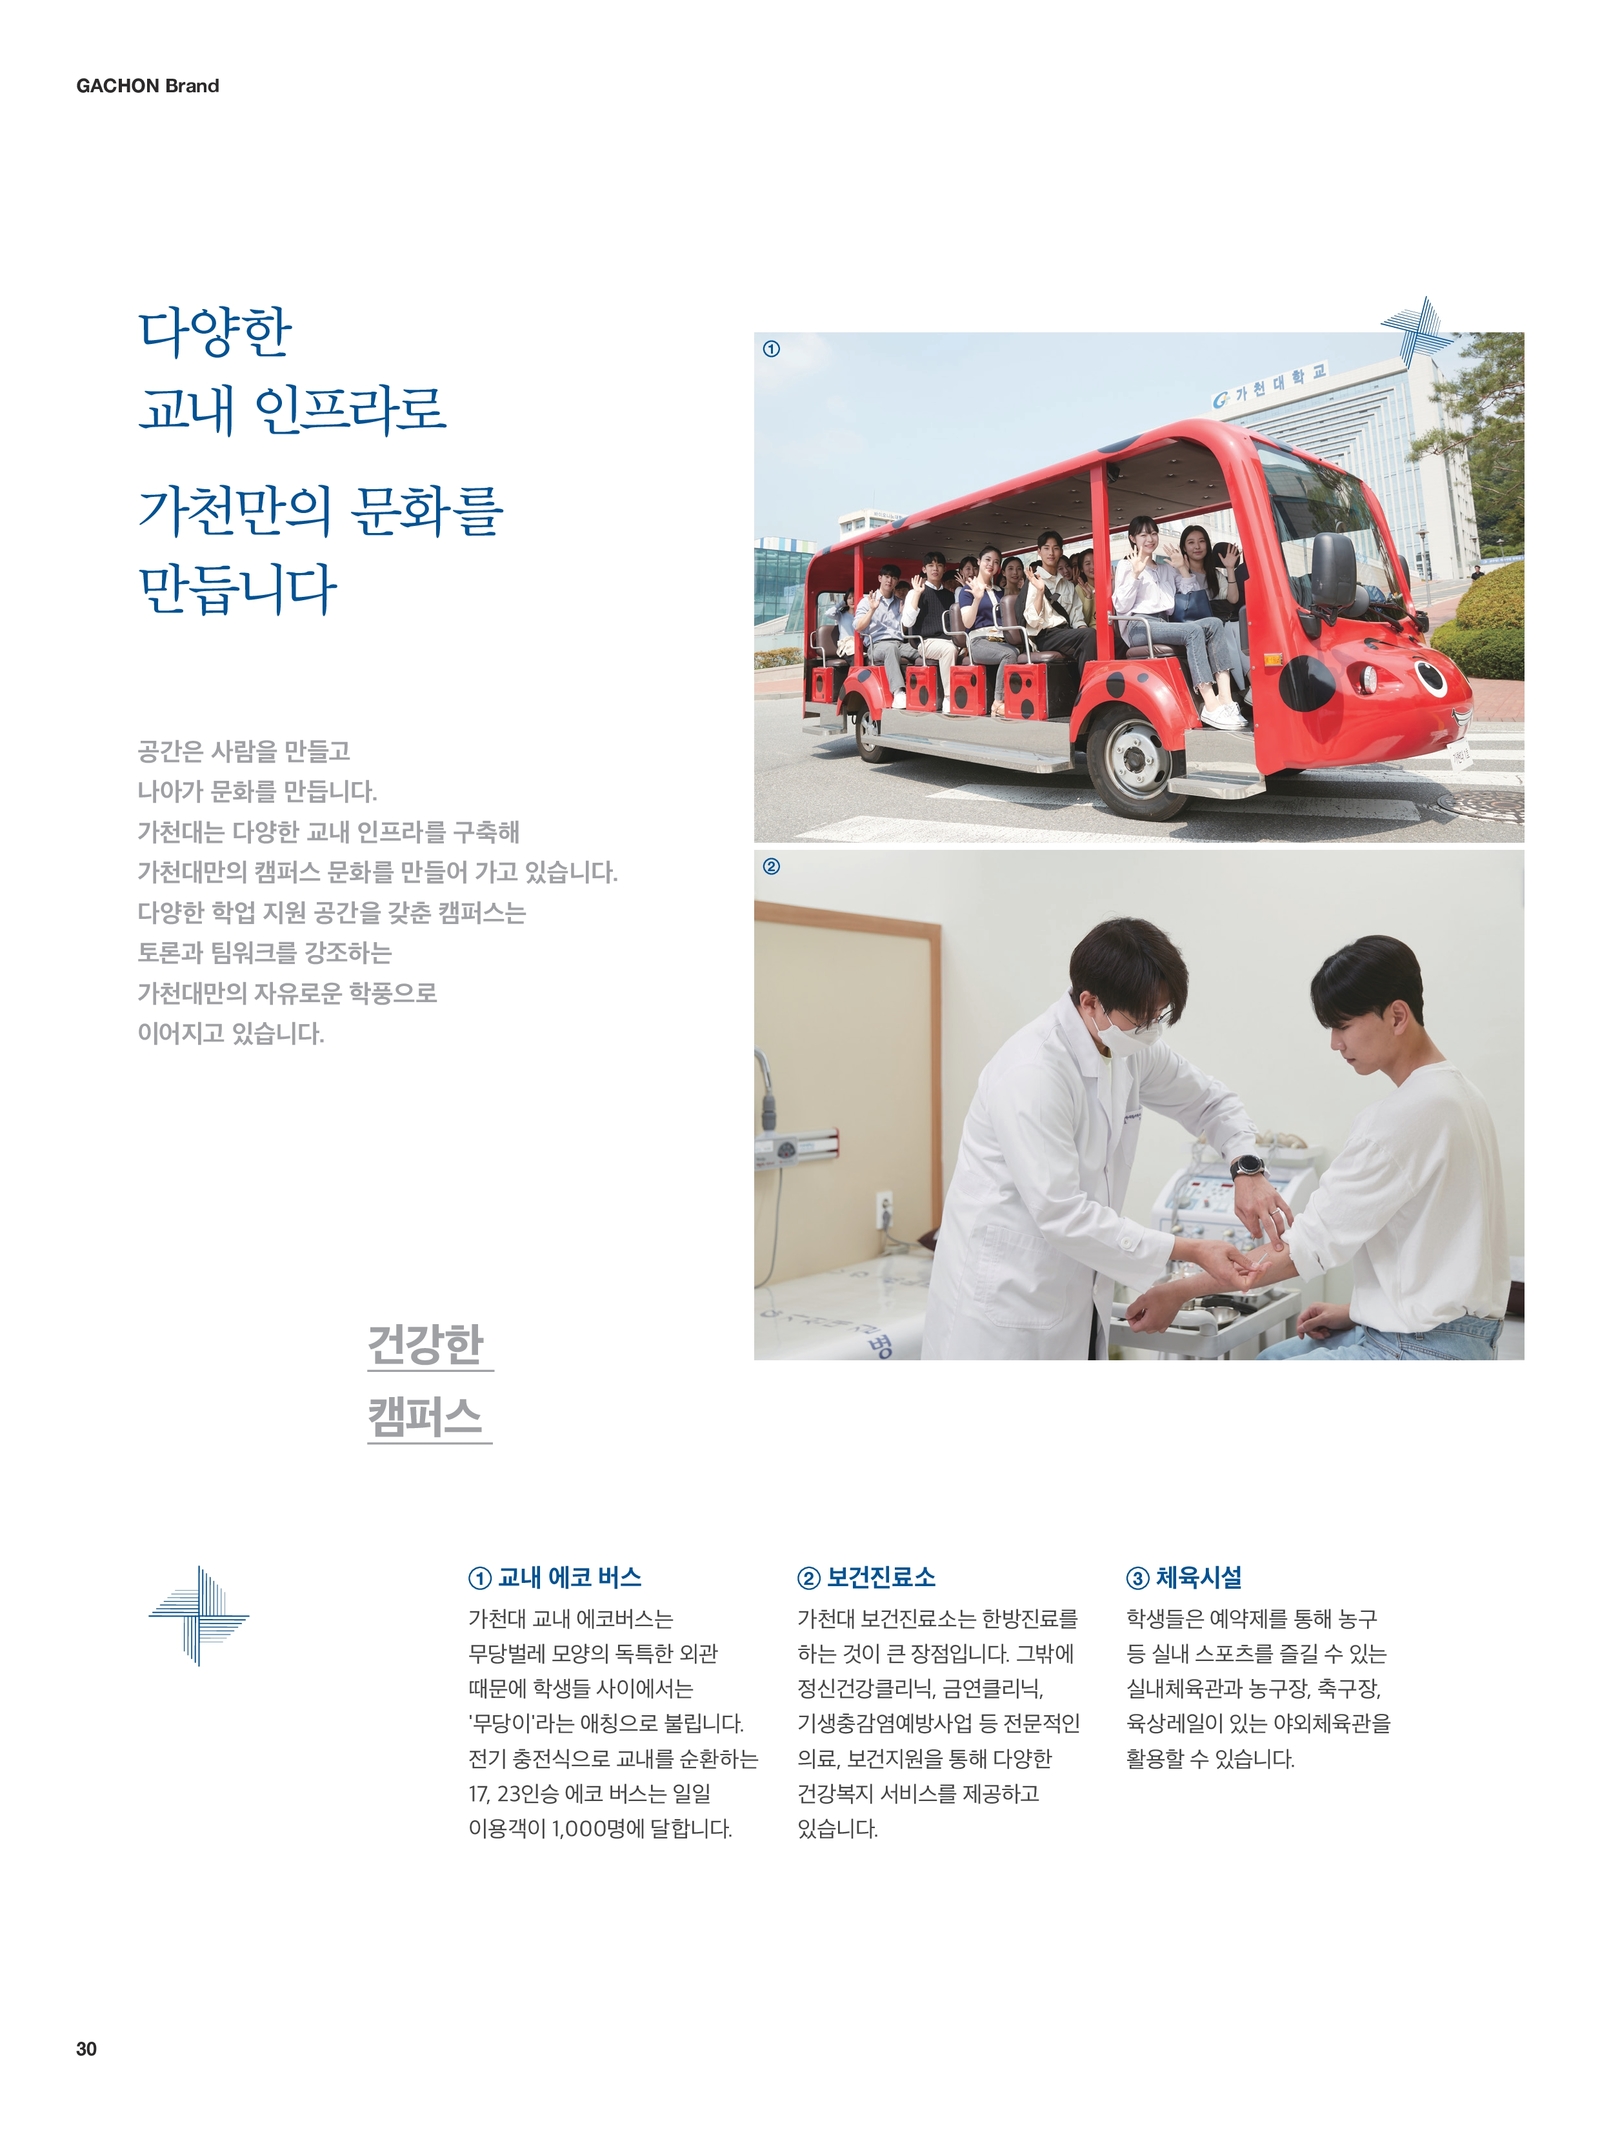 GACHON Brand
다양한
교내 인프라로
가천만의 문화를
만듭니다
공간은 사람을 만들고
나아가 문화를 만듭니다.
가천대는 다양한 교내 인프라를 구축해
가천대만의 캠퍼스 문화를 만들어 가고 있습니다.
다양한 학업 지원 공간을 갖춘 캠퍼스는
토론과 팀워크를 강조하는
가천대만의 자유로운 학풍으로
이어지고 있습니다.
①
가천대학교
②
병
건강한
캠퍼스
① 교내 에코 버스
가천대 교내 에코버스는
무당벌레 모양의 독특한 외관
때문에 학생들 사이에서는
'무당이'라는 애칭으로 불립니다.
전기 충전식으로 교내를 순환하는
17, 23인승 에코 버스는 일일
이용객이 1,000명에 달합니다.
② 보건진료소
가천대 보건진료소는 한방진료를
하는 것이 큰 장점입니다. 그밖에
정신건강클리닉, 금연클리닉,
기생충감염예방사업 등 전문적인
의료, 보건지원을 통해 다양한
건강복지 서비스를 제공하고
있습니다.
③ 체육시설
학생들은 예약제를 통해 농구
등 실내 스포츠를 즐길 수 있는
실내체육관과 농구장, 축구장,
육상레일이 있는 야외체육관을
활용할 수 있습니다.
30